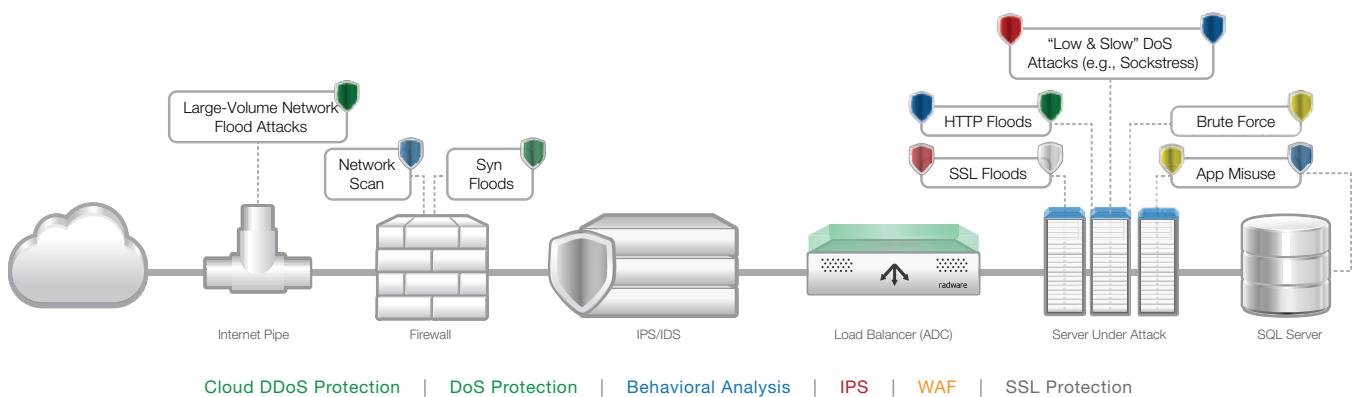 “Low & Slow” DoS
Attacks (e.g., Sockstress)
Large-Volume Network
Flood Attacks
HTTP Floods
Brute Force
Network
Scan
Syn
Floods
SSL Floods
App Misuse
radware
Internet Pipe
Firewall
IPS/IDS
Load Balancer (ADC)
Server Under Attack
SQL Server
Cloud DDoS Protection | DoS Protection | Behavioral Analysis | IPS | WAF | SSL Protection